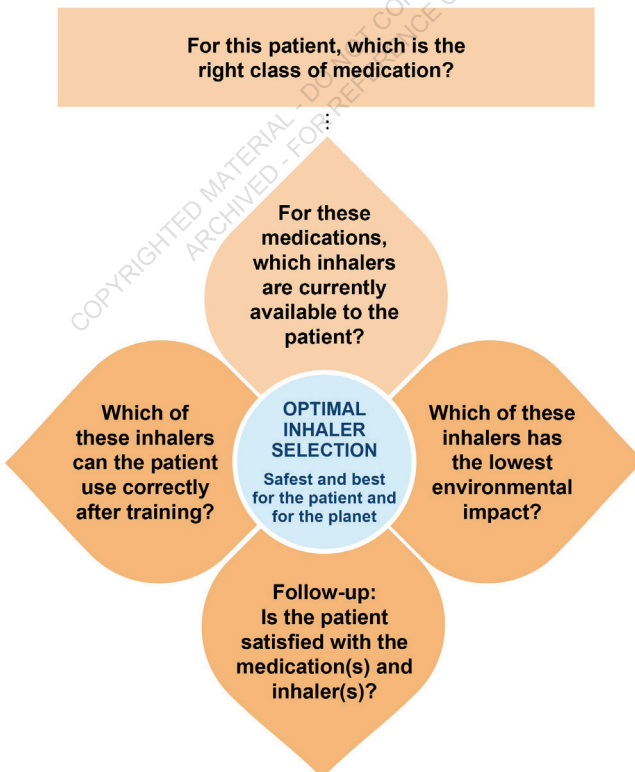 For this patient, which is the
right class of medication?
COPYRIGHTED MATERIAL - DO NOT
ARCHIVED - FOR REFERENCE
For these
medications,
which inhalers
are currently
available to the
patient?
Which of
these inhalers
can the patient
use correctly
after training?
OPTIMAL
INHALER
SELECTION
Safest and best
for the patient and
for the planet
Which of these
inhalers has
the lowest
environmental
impact?
Follow-up:
Is the patient
satisfied with the
medication(s) and
inhaler(s)?